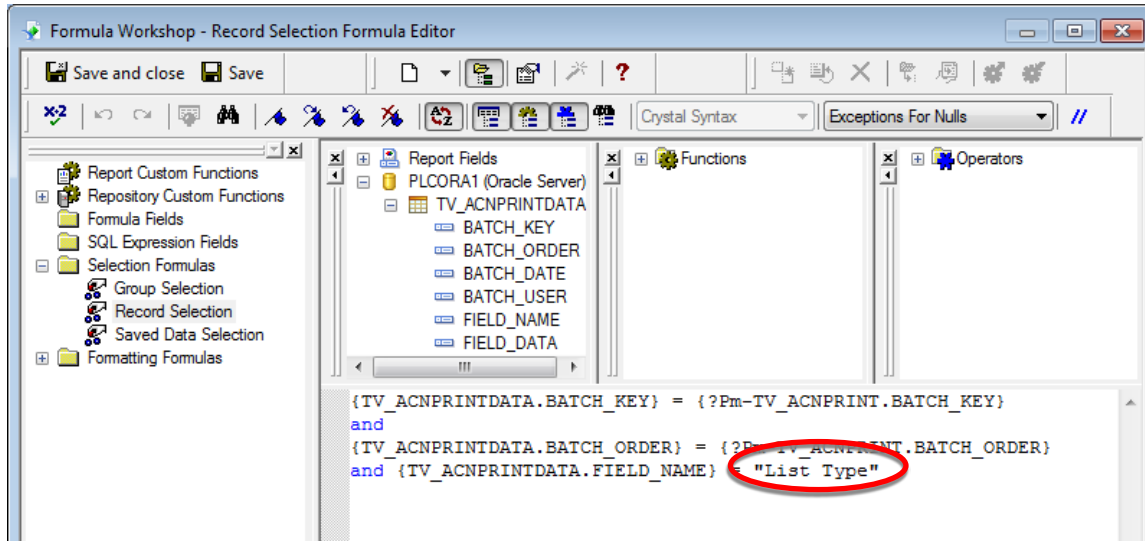 Formula Workshop - Record Selection Formula Editor
Save and close Save
Crystal Syntax Exceptions For Nulls //
Report Custom Functions
Repository Custom Functions
Formula Fields
SQL Expression Fields
Selection Formulas
Group Selection
Record Selection
Saved Data Selection
Formatting Formulas
Report Fields
PLCORA1 (Oracle Server)
TV_ACNPRINTDATA
BATCH_KEY
BATCH_ORDER
BATCH_DATE
BATCH_USER
FIELD_NAME
FIELD_DATA
Functions
Operators
{TV_ACNPRINTDATA.BATCH_KEY} = {?Pm-TV_ACNPRINT.BATCH_KEY}
and
{TV_ACNPRINTDATA.BATCH_ORDER} = {?Pm-TV_ACNPRINT.BATCH_ORDER}
and {TV_ACNPRINTDATA.FIELD_NAME} = "List Type"